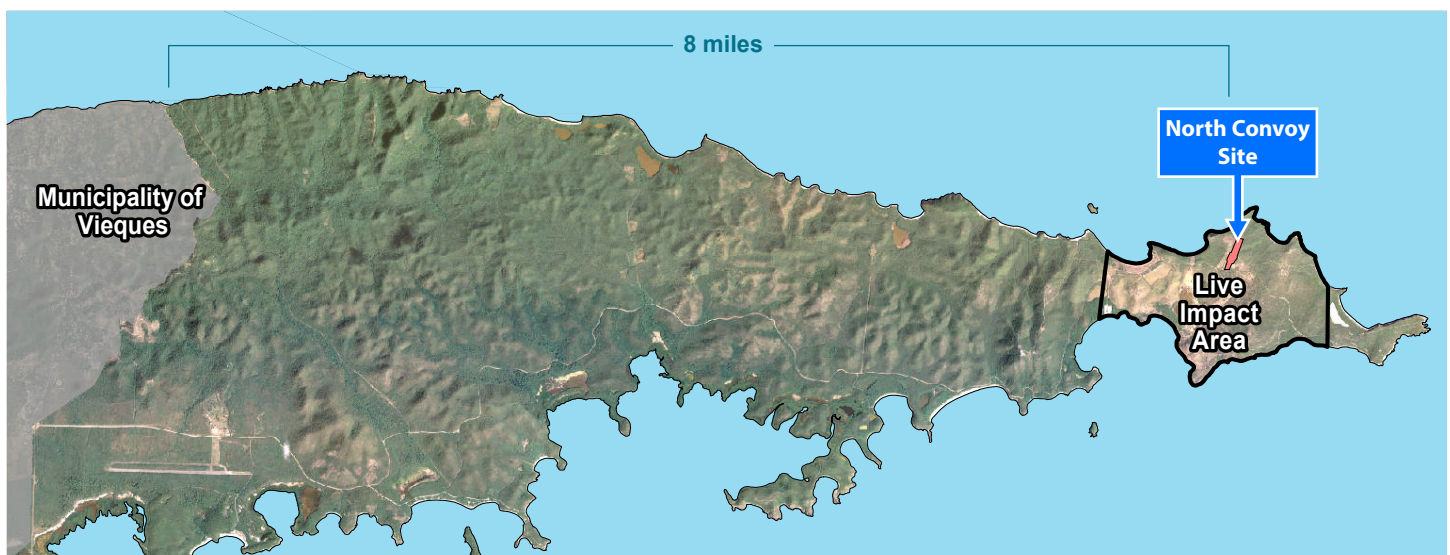 8 miles
North Convoy
Site
Municipality of
Vieques
Live
Impact
Area